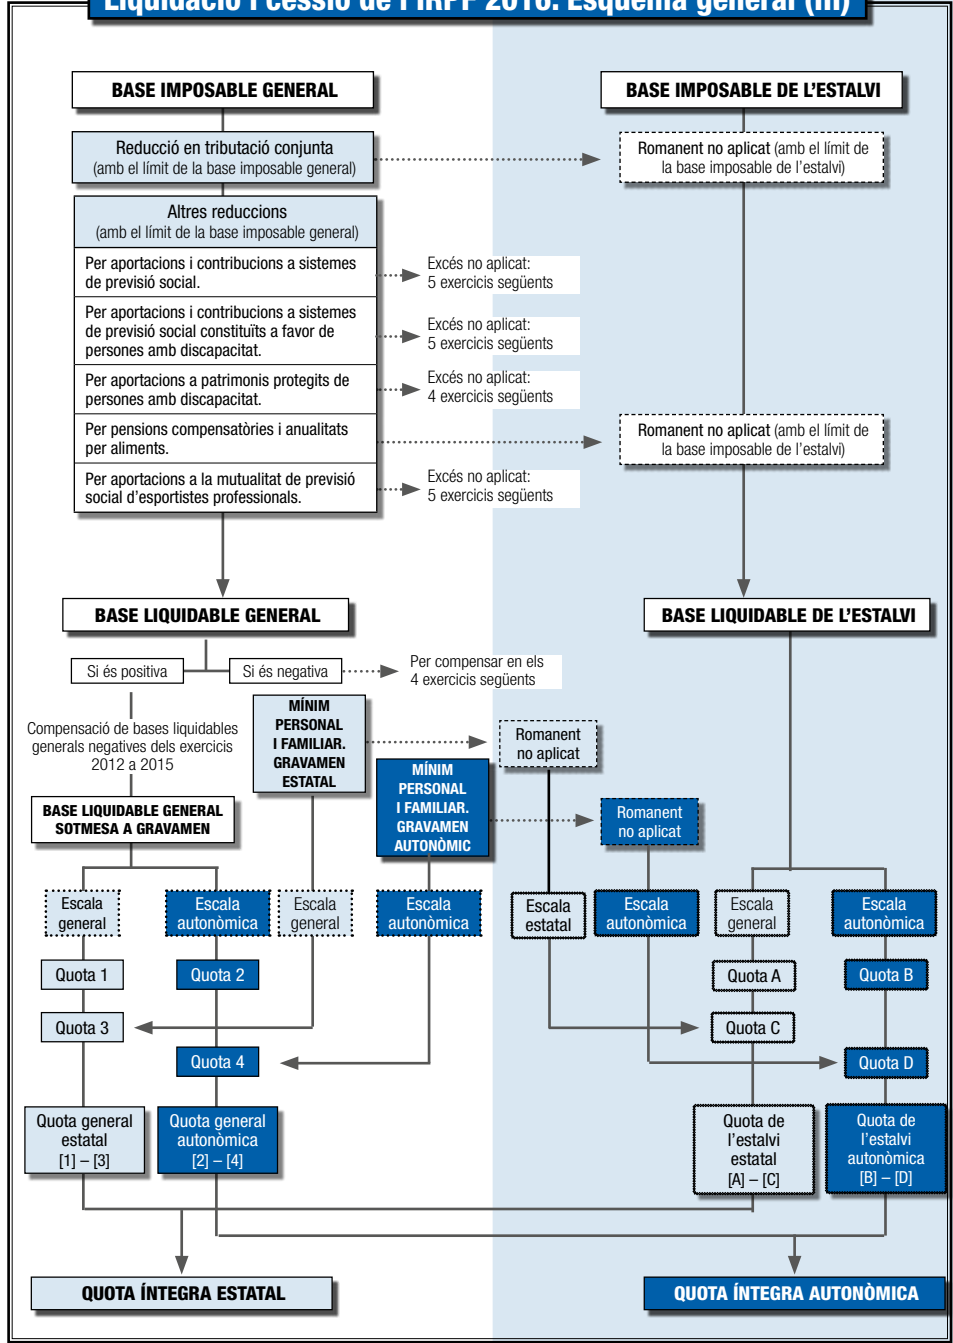 Liquidació i cessió de l'IRPF 2016. Esquema general (III)
BASE IMPOSABLE GENERAL
BASE IMPOSABLE DE L'ESTALVI
Reducció en tributació conjunta
(amb el límit de la base imposable general)
Romanent no aplicat (amb el límit de
la base imposable de l'estalvi)
Altres reduccions
(amb el límit de la base imposable general)
Per aportacions i contribucions a sistemes
de previsió social.
Excés no aplicat:
5 exercicis següents
Per aportacions i contribucions a sistemes
de previsió social constituïts a favor de
persones amb discapacitat.
Excés no aplicat:
5 exercicis següents
Per aportacions a patrimonis protegits de
persones amb discapacitat.
Excés no aplicat:
4 exercicis següents
Per pensions compensatòries i anualitats
per aliments.
Romanent no aplicat (amb el límit de
la base imposable de l'estalvi)
Per aportacions a la mutualitat de previsió
social d'esportistes professionals.
Excés no aplicat:
5 exercicis següents
BASE LIQUIDABLE GENERAL
BASE LIQUIDABLE DE L'ESTALVI
Si és positiva
Si és negativa
Per compensar en els
4 exercicis següents
Compensació de bases liquidables
generals negatives dels exercicis
2012 a 2015
MÍNIM
PERSONAL
I FAMILIAR.
GRAVAMEN
ESTATAL
Romanent
no aplicat
MÍNIM
PERSONAL
I FAMILIAR.
GRAVAMEN
AUTONÒMIC
Romanent
no aplicat
BASE LIQUIDABLE GENERAL
SOTMESA A GRAVAMEN
Escala
general
Escala
autonòmica
Escala
general
Escala
autonòmica
Escala
estatal
Escala
autonòmica
Escala
general
Escala
autonòmica
Quota 1
Quota 2
Quota A
Quota B
Quota 3
Quota C
Quota 4
Quota D
Quota general
estatal
[1] – [3]
Quota general
autonòmica
[2] – [4]
Quota de
l'estalvi
estatal
[A] – [C]
Quota de
l'estalvi
autonòmica
[B] – [D]
QUOTA ÍNTEGRA ESTATAL
QUOTA ÍNTEGRA AUTONÒMICA